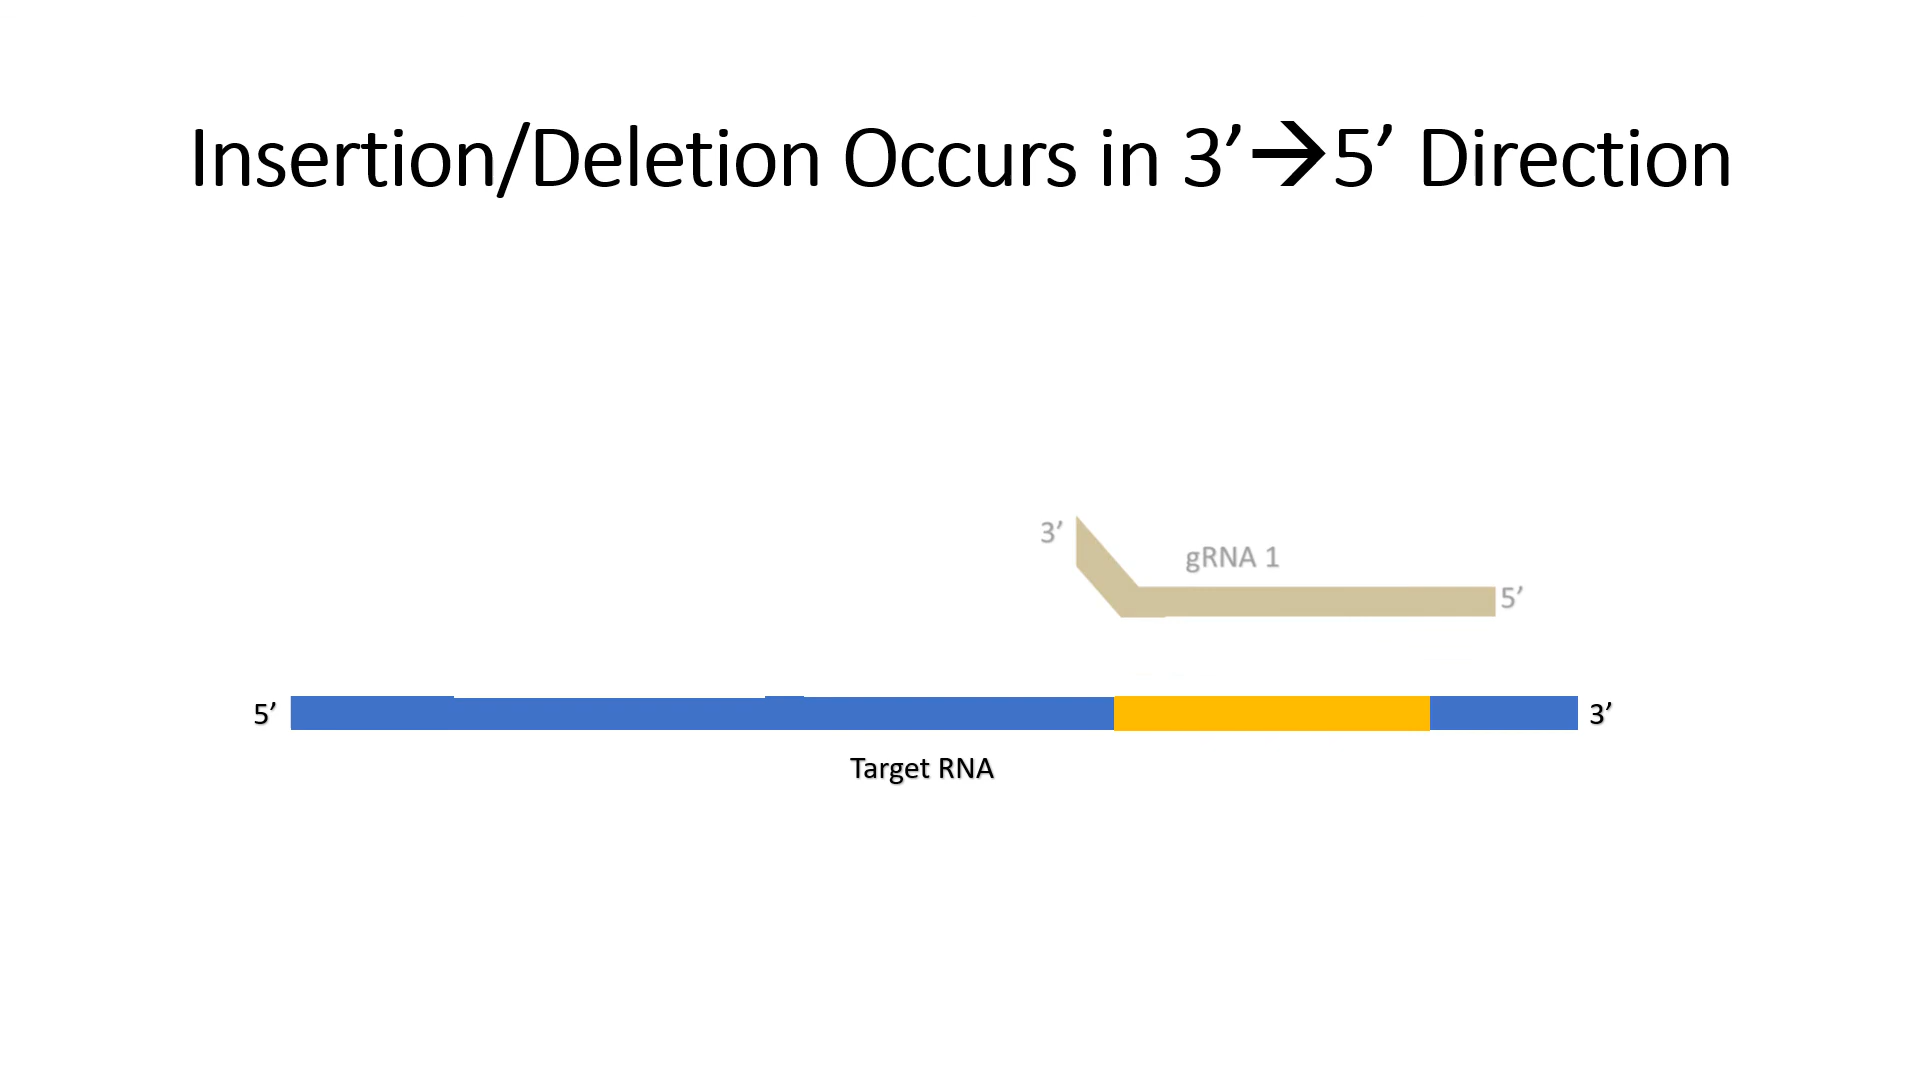 Insertion/Deletion Occurs in 3’→5’ Direction
3’
gRNA 1
5’
5’
3’
Target RNA